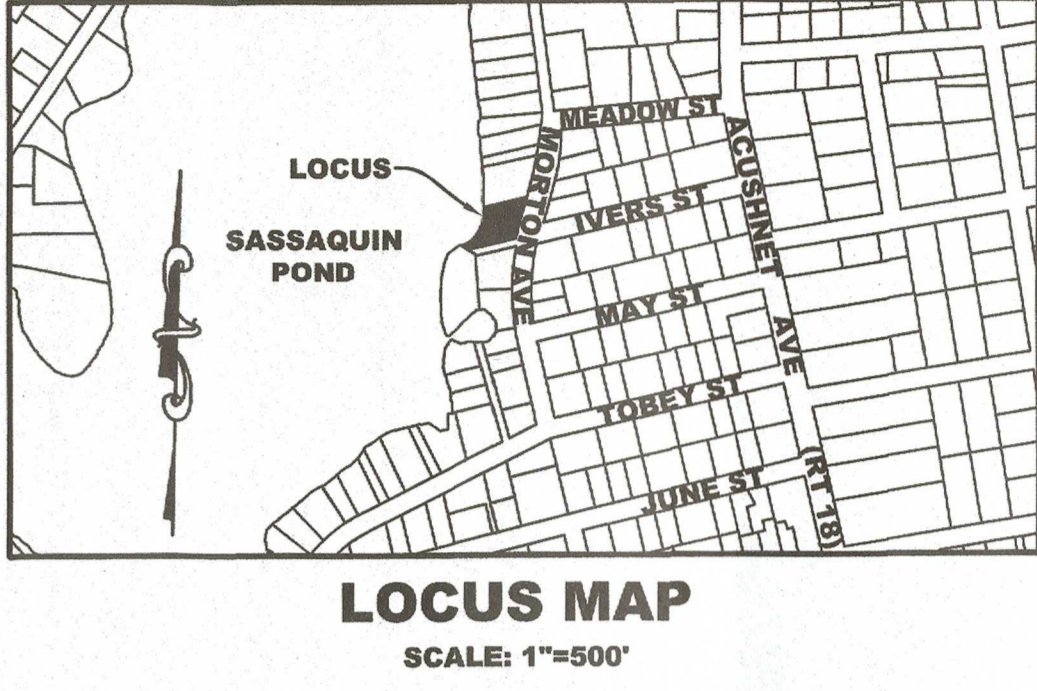 MEADOW ST
MORTON AVE
ACUSHNET AVE
(RT 18)
LOCUS
IVERS ST
SASSAQUIN
POND
MAY ST
TOBEY ST
JUNE ST
LOCUS MAP
SCALE: 1"=500'